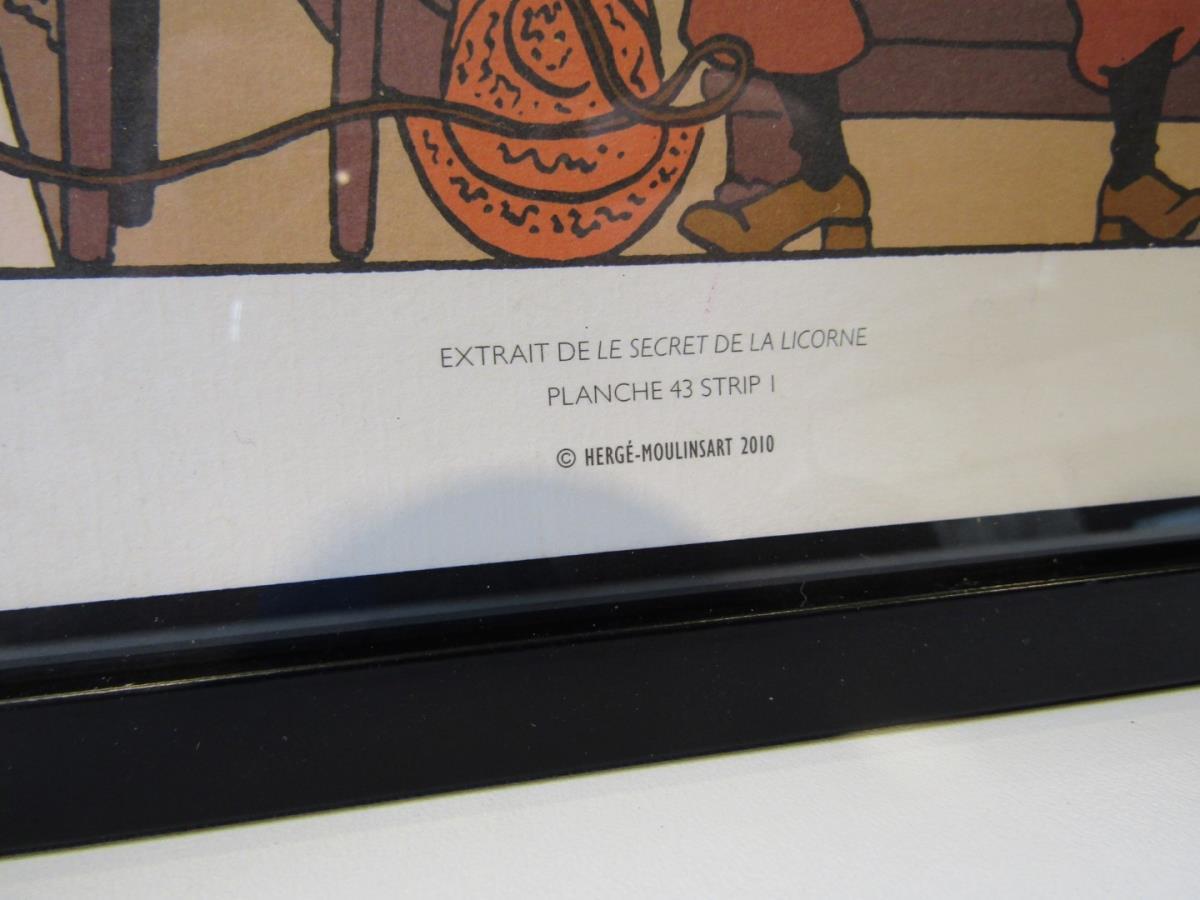 EXTRAIT DE LE SECRET DE LA LICORNE
PLANCHE 43 STRIP 1
© HERGÉ-MOULINSART 2010